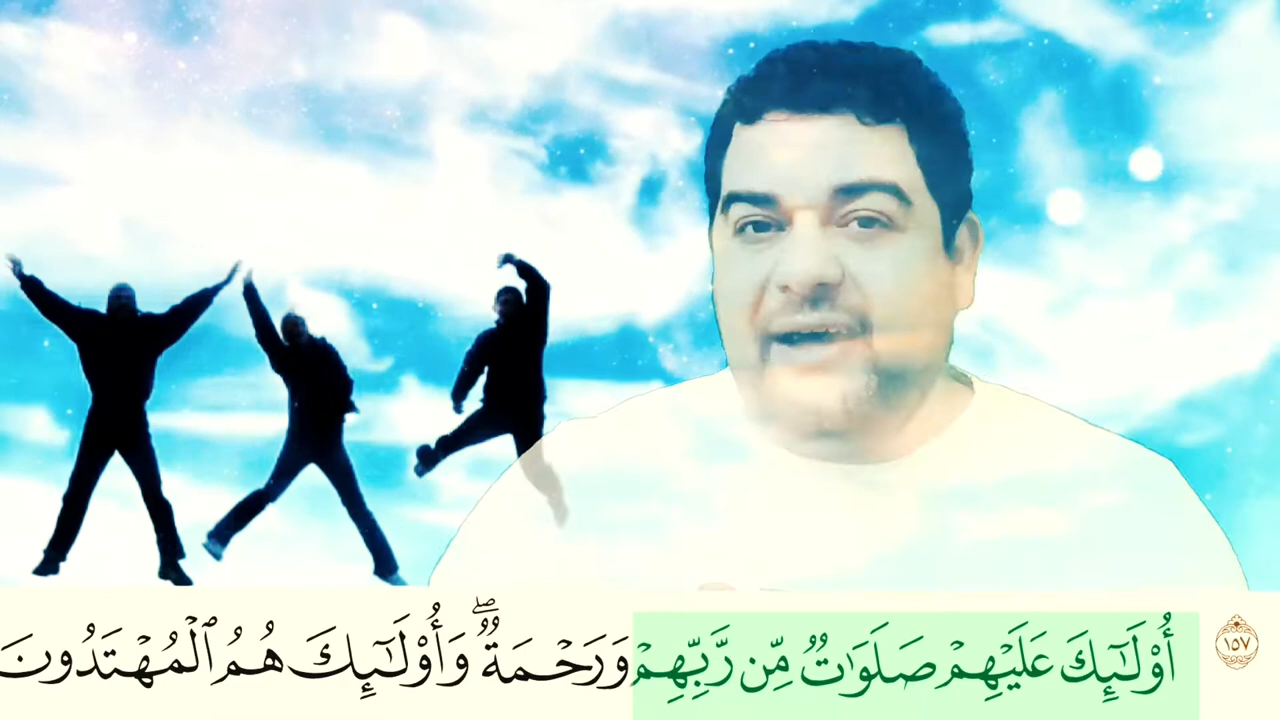 ١٥٧ أُوْلَٰٓئِكَ عَلَيْهِمْ صَلَوَٰتٌ مِّن رَّبِّهِمْ وَرَحْمَةٌ ۖ وَأُوْلَٰٓئِكَ هُمُ ٱلْمُهْتَدُونَ